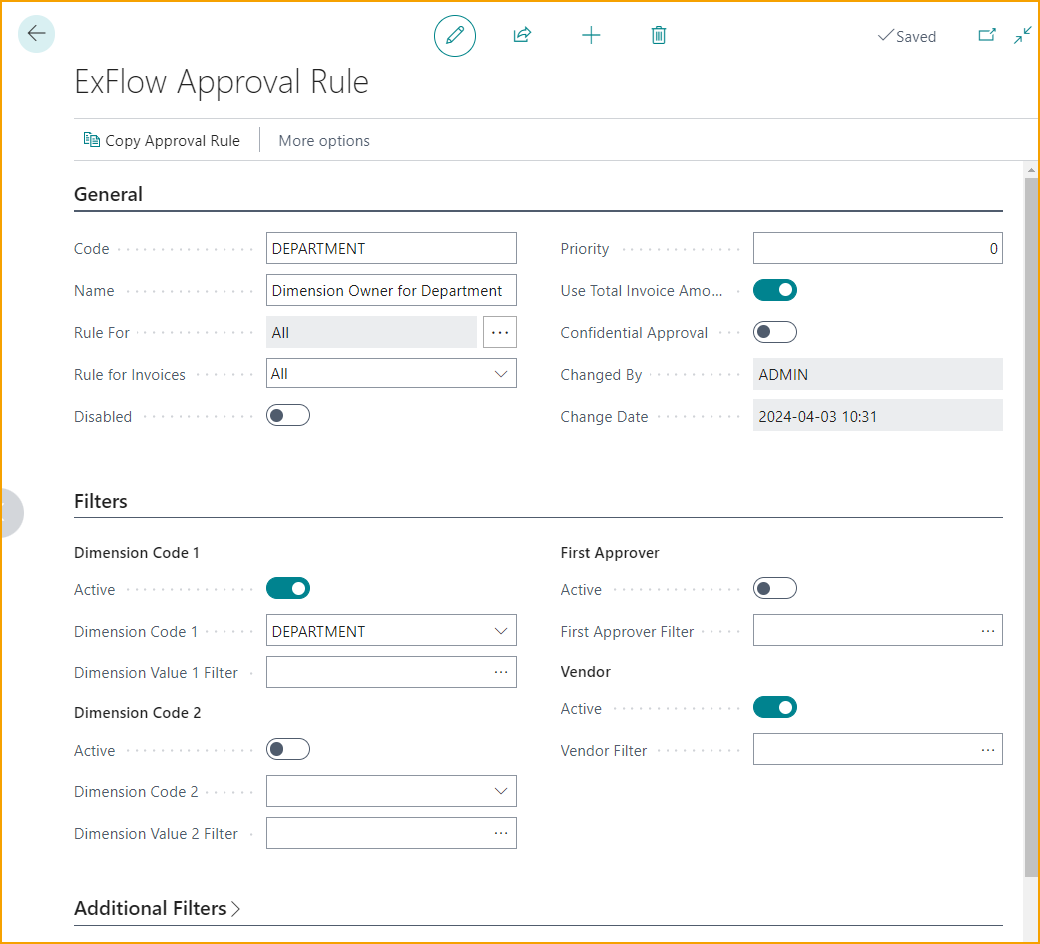 Saved
ExFlow Approval Rule
Copy Approval Rule
More options
General
Code
DEPARTMENT
Name
Dimension Owner for Department
Rule For
All
Rule for Invoices
All
Disabled
Priority
0
Use Total Invoice Amo...
Confidential Approval
Changed By
ADMIN
Change Date
2024-04-03 10:31
Filters
Dimension Code 1
Active
Dimension Code 1
DEPARTMENT
Dimension Value 1 Filter
Dimension Code 2
Active
Dimension Code 2
Dimension Value 2 Filter
First Approver
Active
First Approver Filter
Vendor
Active
Vendor Filter
Additional Filters